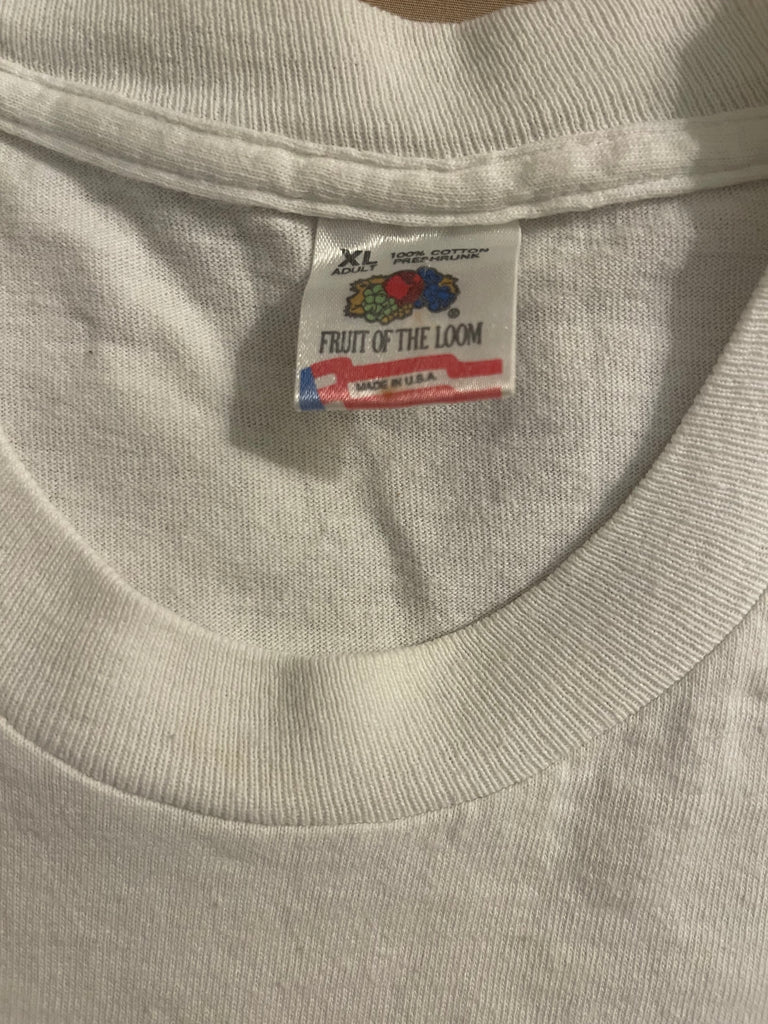 XL 100% COTTON
ADULT PRESHRUNK
®
FRUIT OF THE LOOM
MADE IN U.S.A.